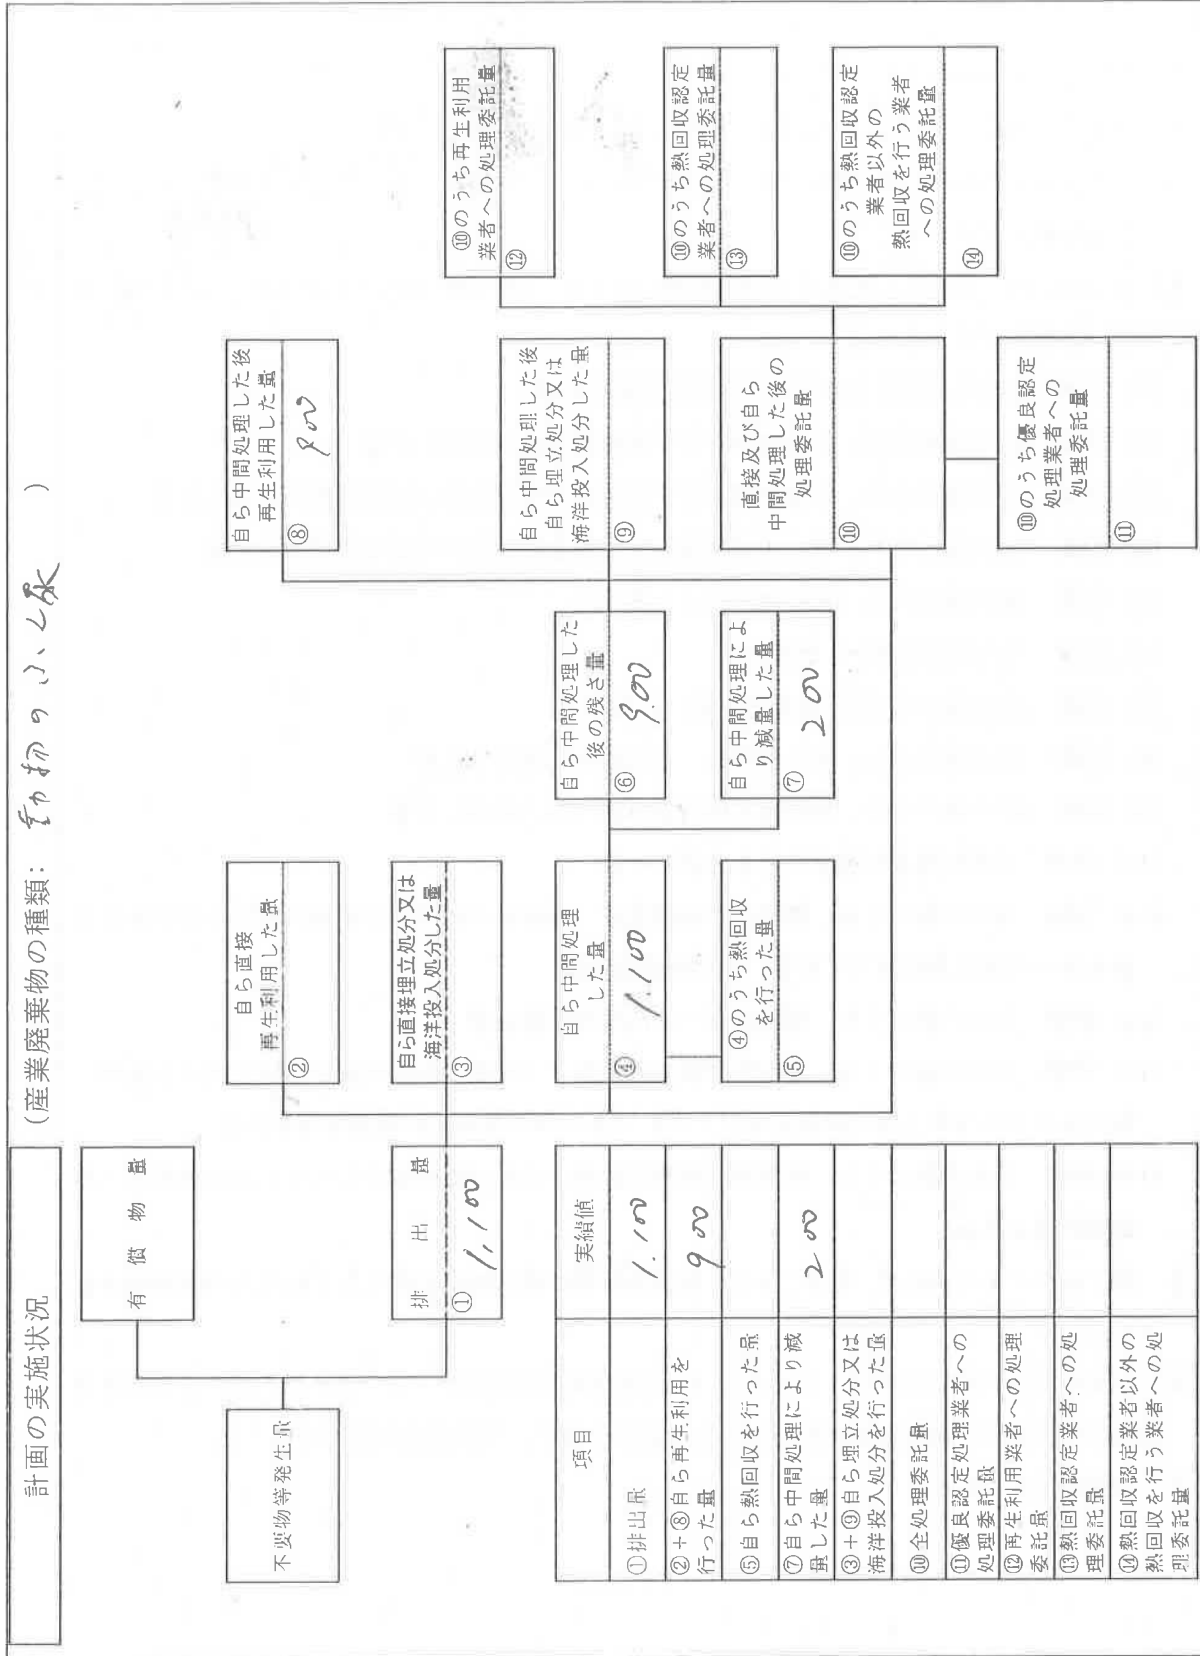 計画の実施状況
(産業廃棄物の種類: 動物のふん尿 )
不要物等発生量
有 償 物 量
排 出 量
① 1,100
自ら直接
再生利用した量
②
自ら直接埋立処分又は
海洋投入処分した量
③
自ら中間処理
した量
④ 1.100
④のうち熱回収
を行った量
⑤
自ら中間処理した
後の残さ量
⑥ 900
自ら中間処理によ
り減量した量
⑦ 200
自ら中間処理した後
再生利用した量
⑧ 900
自ら中間処理した後
自ら埋立処分又は
海洋投入処分した量
⑨
直接及び自ら
中間処理した後の
処理委託量
⑩
⑩のうち優良認定
処理業者への
処理委託量
⑪
⑩のうち再生利用
業者への処理委託量
⑫
⑩のうち熱回収認定
業者への処理委託量
⑬
⑩のうち熱回収認定
業者以外の
熱回収を行う業者
への処理委託量
⑭
項目 実績値
①排出量 1.100
②+⑧自ら再生利用を
行った量 900
⑤自ら熱回収を行った量
⑦自ら中間処理により減
量した量 200
③+⑨自ら埋立処分又は
海洋投入処分を行った量
⑩全処理委託量
⑪優良認定処理業者への
処理委託量
⑫再生利用業者への処理
委託量
⑬熱回収認定業者への処
理委託量
⑭熱回収認定業者以外の
熱回収を行う業者への処
理委託量